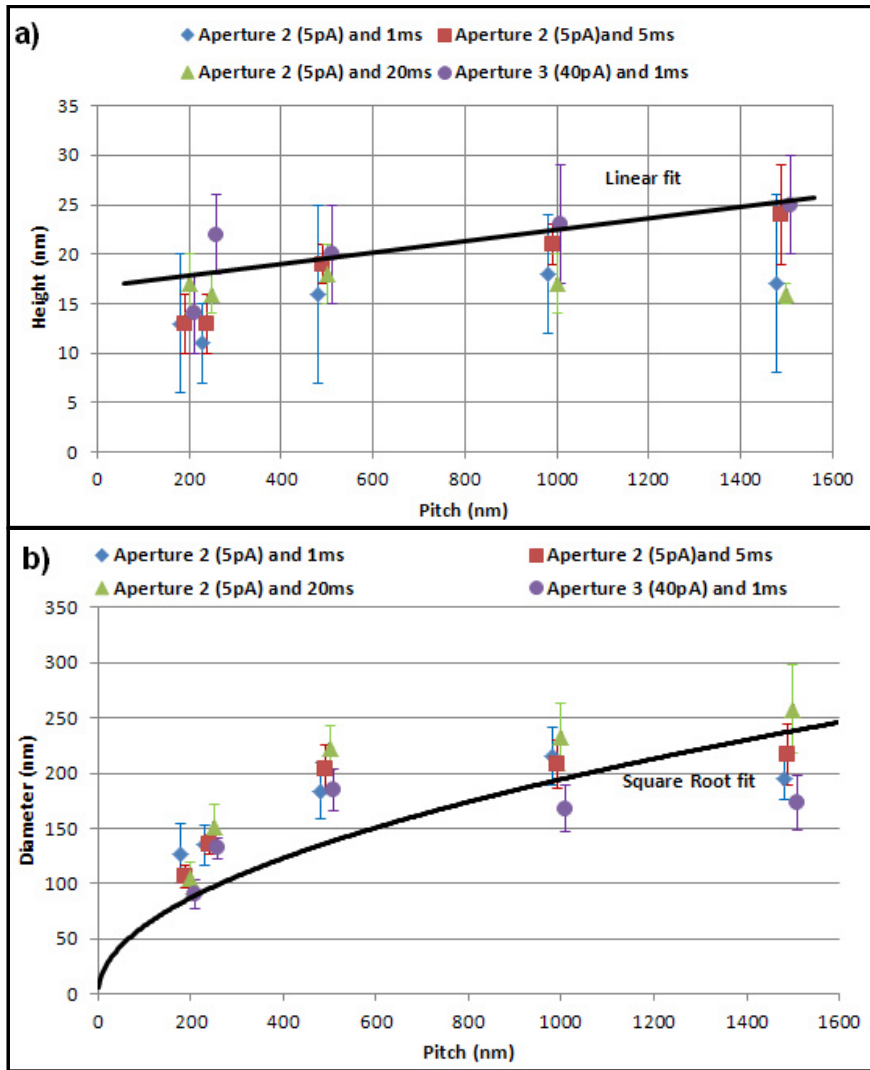 a)
Aperture 2 (5pA) and 1ms Aperture 2 (5pA)and 5ms
Aperture 2 (5pA) and 20ms Aperture 3 (40pA) and 1ms
35
30
25
20
15
10
5
0
Linear fit
Height (nm)
0 200 400 600 800 1000 1200 1400 1600
Pitch (nm)
b)
Aperture 2 (5pA) and 1ms Aperture 2 (5pA)and 5ms
Aperture 2 (5pA) and 20ms Aperture 3 (40pA) and 1ms
350
300
250
200
150
100
50
0
Square Root fit
Diameter (nm)
0 200 400 600 800 1000 1200 1400 1600
Pitch (nm)